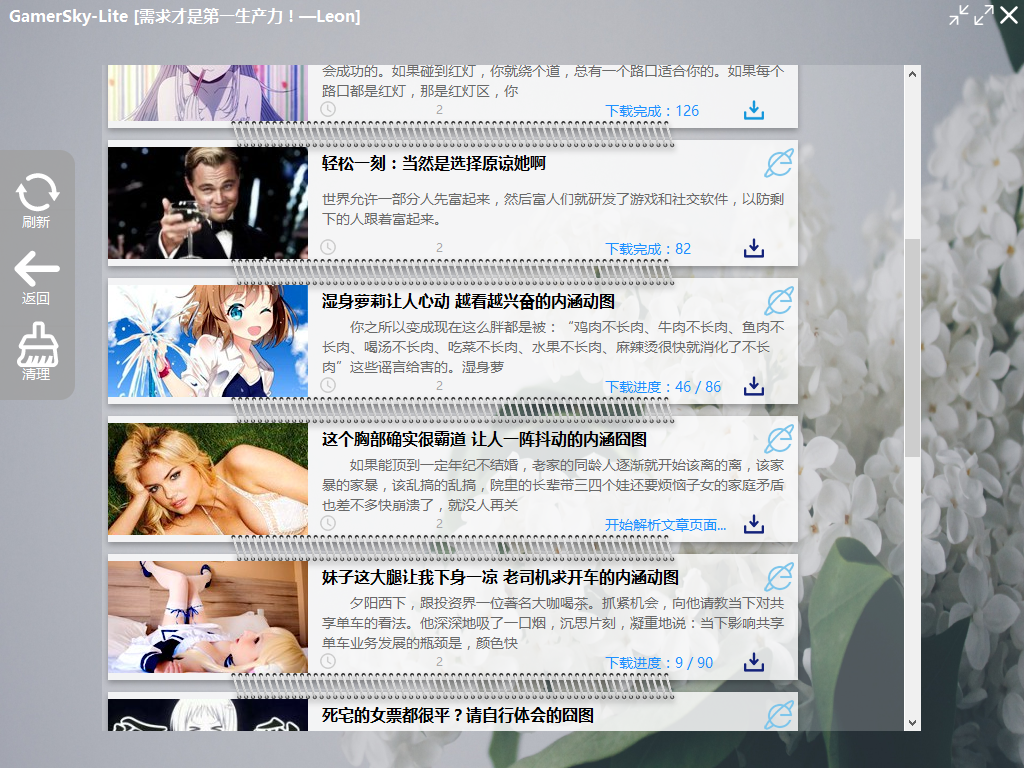 GamerSky-Lite [需求才是第一生产力！—Leon]
刷新
返回
清理
会成功的。如果碰到红灯，你就绕个道，总有一个路口适合你的。如果每个
路口都是红灯，那是红灯区，你
2
下载完成：126
轻松一刻：当然是选择原谅她啊
世界允许一部分人先富起来，然后富人们就研发了游戏和社交软件，以防剩
下的人跟着富起来。
2
下载完成：82
湿身萝莉让人心动 越看越兴奋的内涵动图
你之所以变成现在这么胖都是被：“鸡肉不长肉、牛肉不长肉、鱼肉不
长肉、喝汤不长肉、吃菜不长肉、水果不长肉、麻辣烫很快就消化了不长
肉”这些谣言给害的。湿身萝
2
下载进度：46 / 86
这个胸部确实很霸道 让人一阵抖动的内涵囧图
如果能顶到一定年纪不结婚，老家的同龄人逐渐就开始该离的离，该家
暴的家暴，该乱搞的乱搞，院里的长辈带三四个娃还要烦恼子女的家庭矛盾
也差不多快崩溃了，就没人再关
2
开始解析文章页面...
妹子这大腿让我下身一凉 老司机求开车的内涵动图
夕阳西下，跟投资界一位著名大咖喝茶。抓紧机会，向他请教当下对共
享单车的看法。他深深地吸了一口烟，沉思片刻，凝重地说：当下影响共享
单车业务发展的瓶颈是，颜色快
2
下载进度：9 / 90
死宅的女票都很平？请自行体会的囧图